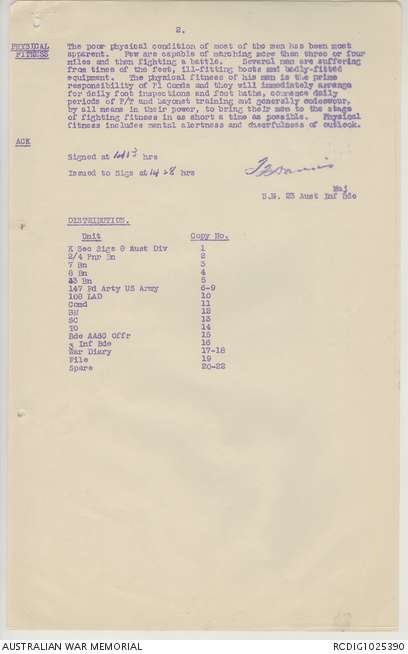 2.
PHYSICAL The poor physical condition of most of the men has been most
FITNESS apparent. Few are capable of marching more than three or four
miles and then fighting a battle. Several men are suffering
from tinea of the feet, ill-fitting boots and badly-fitted
equipment. The physical fitness of his men is the prime
responsibility of Pl Comds and they will immediately arrange
for daily foot inspections and foot baths, commence daily
periods of P/T and bayonet training and generally endeavour,
by all means in their power, to bring their men to the stage
of fighting fitness in as short a time as possible. Physical
fitness includes mental alertness and cheerfulness of outlook.
ACK
Signed at 1413 hrs
Issued to Sigs at 1428 hrs
Maj
B.M. 23 Aust Inf Bde
DISTRIBUTION.
Unit Copy No.
K Sec Sigs 8 Aust Div 1
2/4 Pnr Bn 2
7 Bn 3
8 Bn 4
43 Bn 5
147 Fd Arty US Army 6-9
108 LAD 10
Comd 11
BM 12
SC 13
TO 14
Bde AASC Offr 15
3 Inf Bde 16
War Diary 17-18
File 19
Spare 20-22
AUSTRALIAN WAR MEMORIAL RCDIG1025390